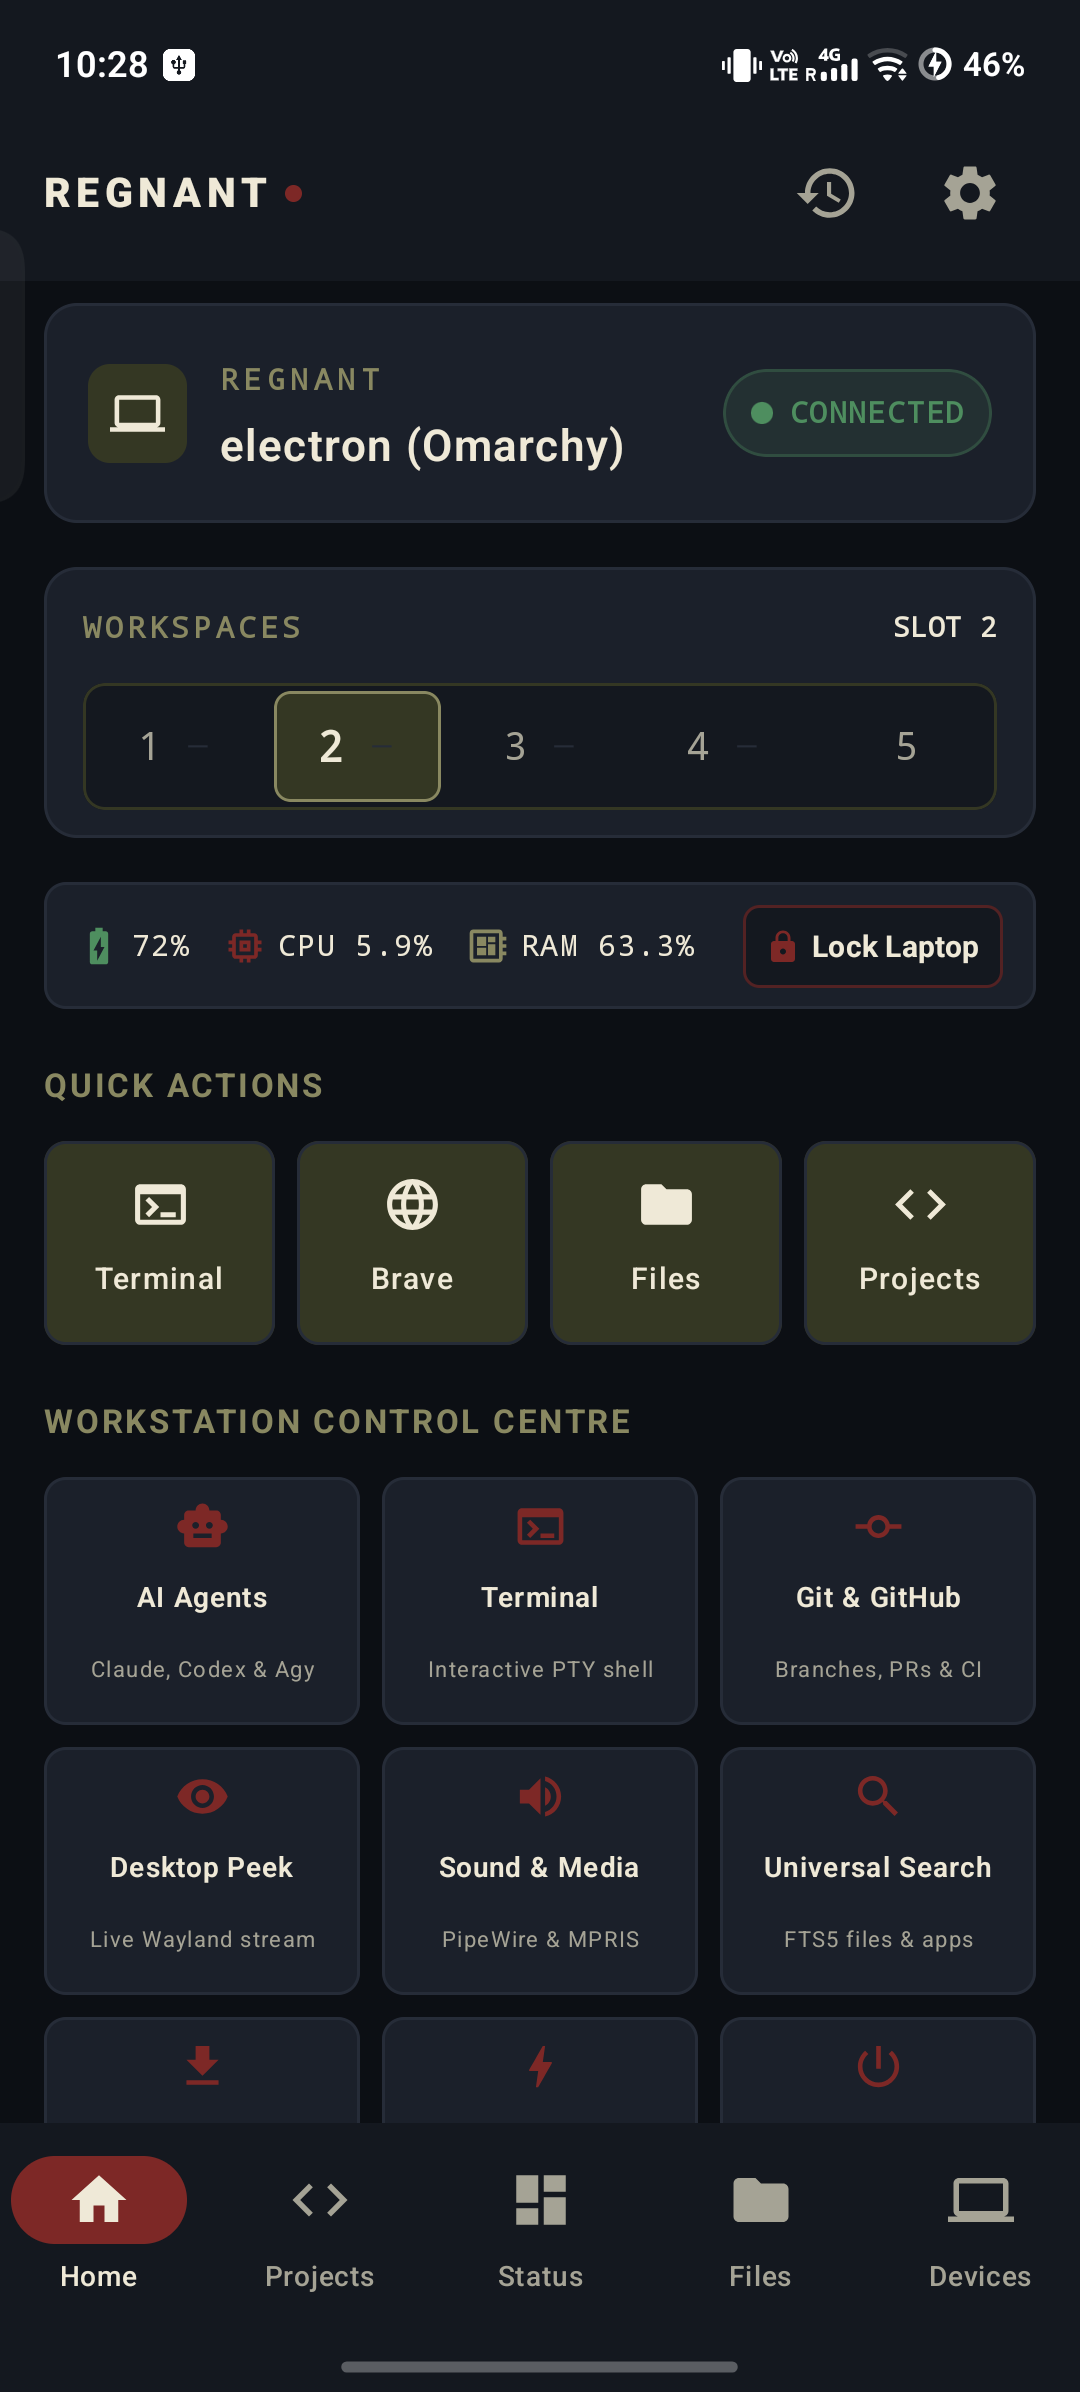 10:28 Vo)) LTE R 4G 46%
REGNANT
REGNANT
electron (Omarchy)
CONNECTED
WORKSPACES SLOT 2
1 — 2 — 3 — 4 — 5
72% CPU 5.9% RAM 63.3% Lock Laptop
QUICK ACTIONS
Terminal Brave Files Projects
WORKSTATION CONTROL CENTRE
AI Agents Terminal Git & GitHub
Claude, Codex & Agy Interactive PTY shell Branches, PRs & CI
Desktop Peek Sound & Media Universal Search
Live Wayland stream PipeWire & MPRIS FTS5 files & apps
Home Projects Status Files Devices